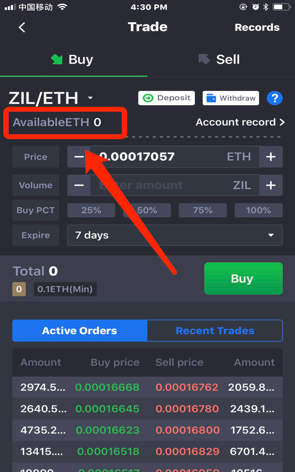 中国移动 4:30 PM
Trade Records
Buy Sell
ZIL/ETH Deposit Withdraw ?
AvailableETH 0 Account record >
Price − 0.00017057 ETH +
Volume − Enter amount ZIL +
Buy PCT 25% 50% 75% 100%
Expire 7 days
Total 0
0 0.1ETH(Min) Buy
Active Orders Recent Trades
Amount Buy price Sell price Amount
2974.5... 0.00016668 0.00016762 2059.8...
2640.5... 0.00016645 0.00016780 2439.1...
4735.2... 0.00016623 0.00016800 1752.6...
13415.... 0.00016518 0.00016829 6701.4...